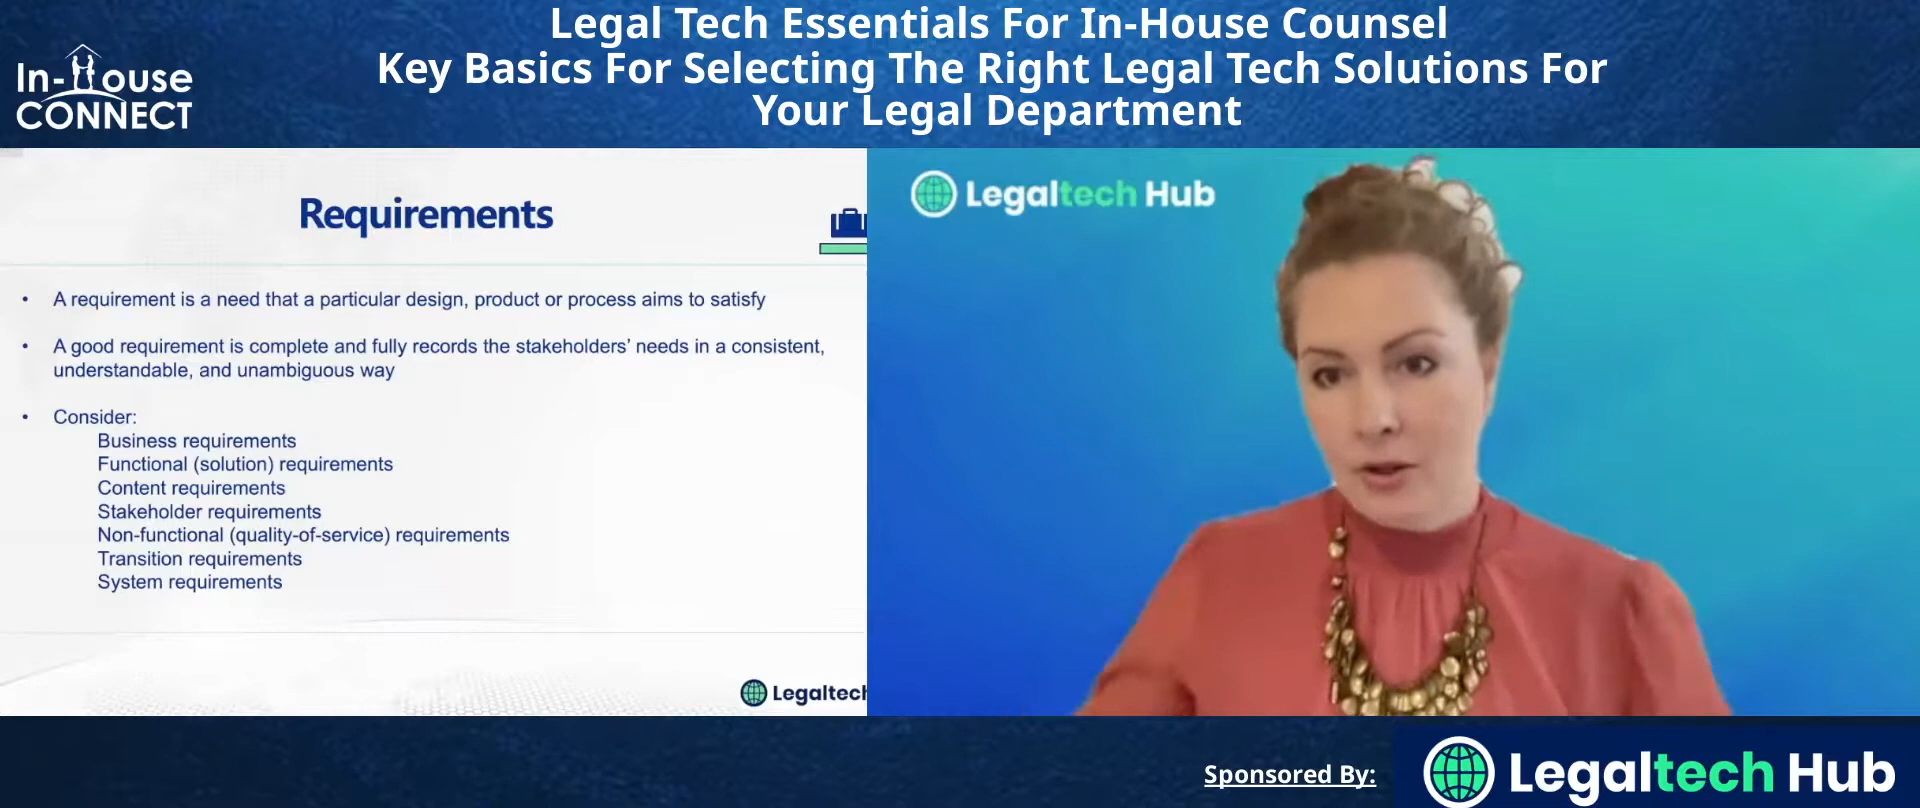 Legal Tech Essentials For In-House Counsel
Key Basics For Selecting The Right Legal Tech Solutions For
Your Legal Department
In-House
CONNECT
Requirements
• A requirement is a need that a particular design, product or process aims to satisfy
• A good requirement is complete and fully records the stakeholders' needs in a consistent,
understandable, and unambiguous way
• Consider:
Business requirements
Functional (solution) requirements
Content requirements
Stakeholder requirements
Non-functional (quality-of-service) requirements
Transition requirements
System requirements
Legaltech
Legaltech Hub
Sponsored By:
Legaltech Hub